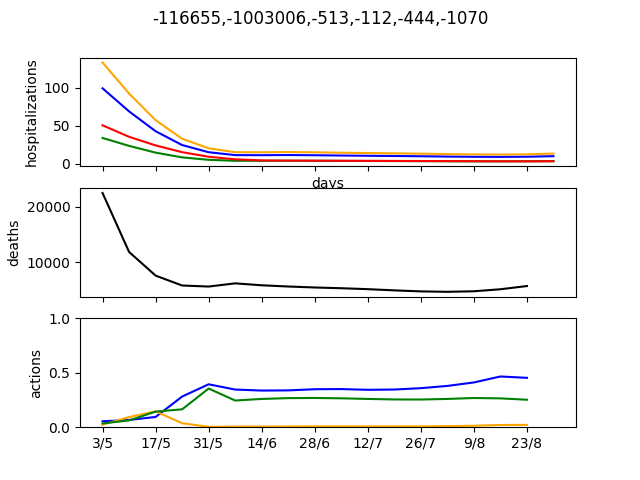 -116655,-1003006,-513,-112,-444,-1070
hospitalizations
100
50
0
days
deaths
20000
10000
actions
1.0
0.5
0.0
3/5 17/5 31/5 14/6 28/6 12/7 26/7 9/8 23/8